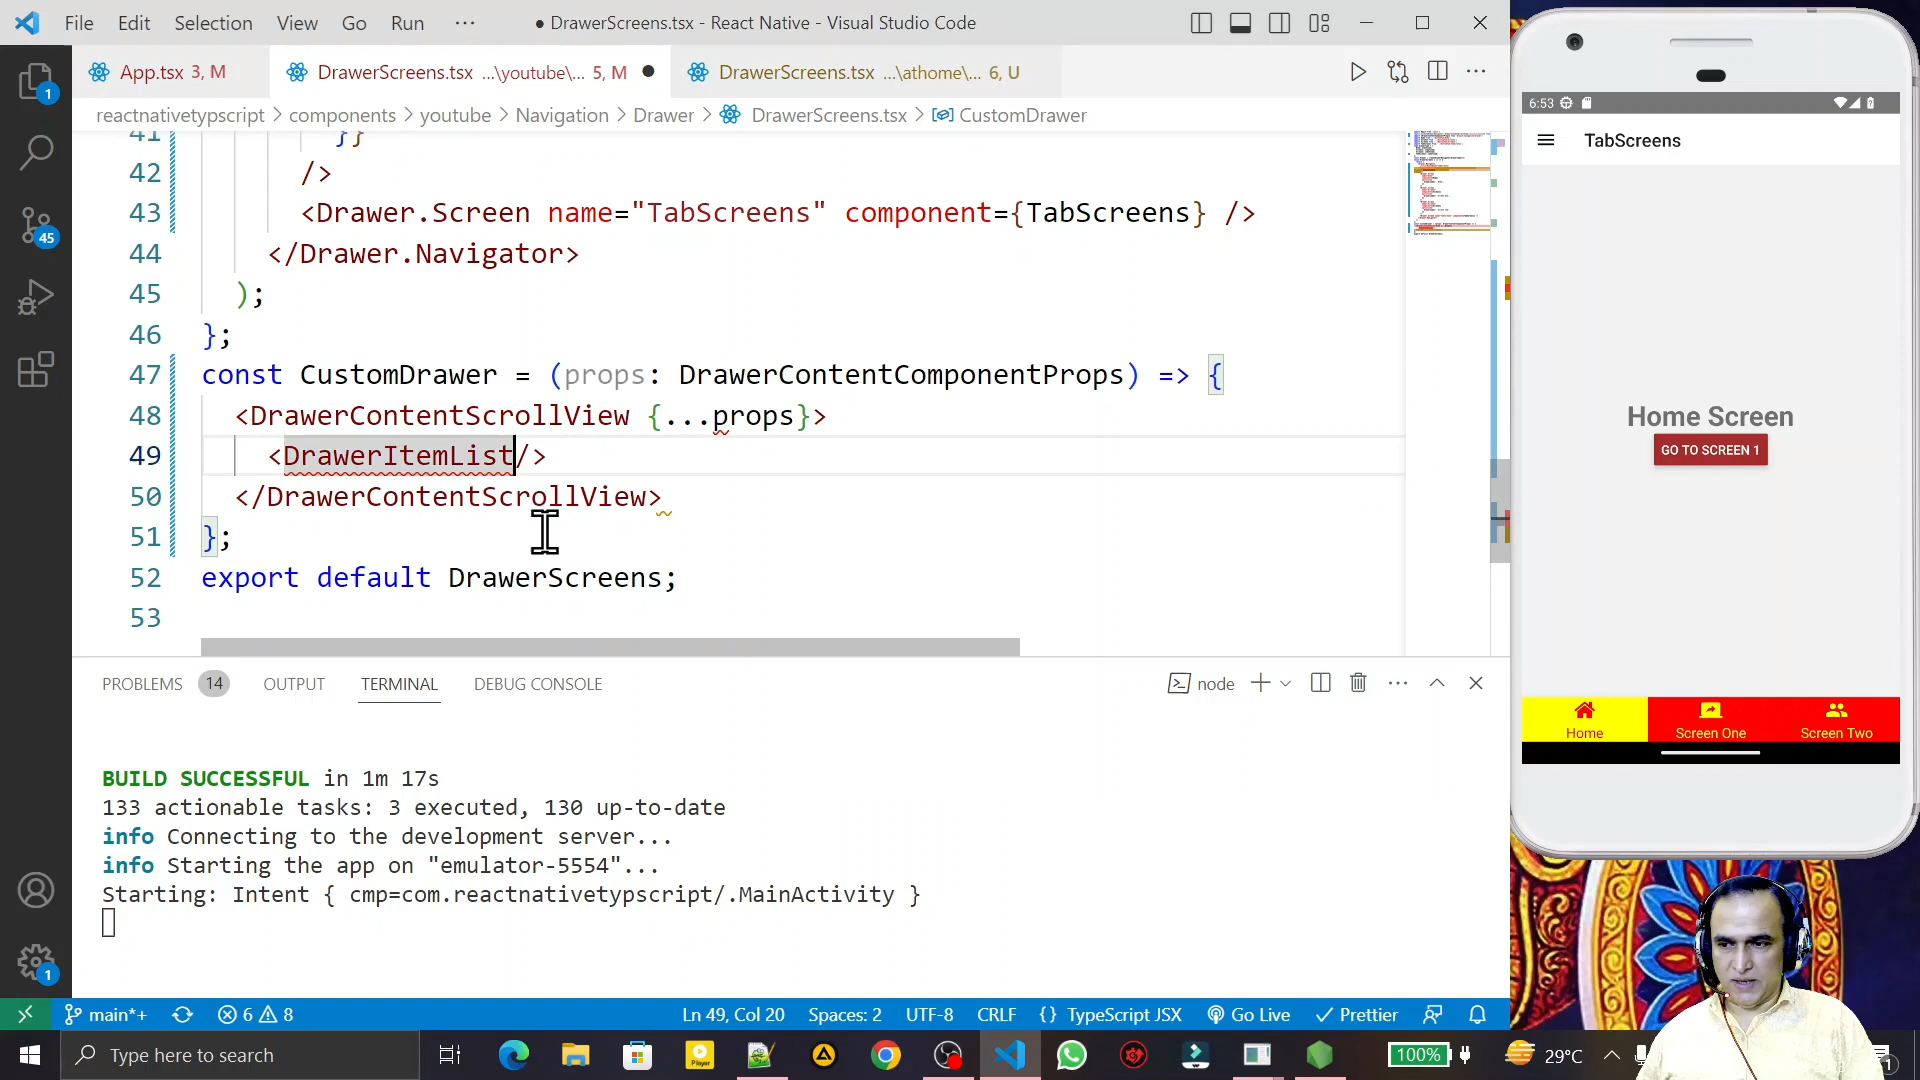 File Edit Selection View Go Run ··· ● DrawerScreens.tsx - React Native - Visual Studio Code
App.tsx 3, M DrawerScreens.tsx ...\youtube\... 5, M ● DrawerScreens.tsx ...\athome\... 6, U
reactnativetypscript > components > youtube > Navigation > Drawer > DrawerScreens.tsx > CustomDrawer
41 }}
42 />
43 <Drawer.Screen name="TabScreens" component={TabScreens} />
44 </Drawer.Navigator>
45 );
46 };
47 const CustomDrawer = (props: DrawerContentComponentProps) => {
48 <DrawerContentScrollView {...props}>
49 <DrawerItemList/>
50 </DrawerContentScrollView>
51 };
52 export default DrawerScreens;
53
1
45
1
PROBLEMS 14 OUTPUT TERMINAL DEBUG CONSOLE node
BUILD SUCCESSFUL in 1m 17s
133 actionable tasks: 3 executed, 130 up-to-date
info Connecting to the development server...
info Starting the app on "emulator-5554"...
Starting: Intent { cmp=com.reactnativetypscript/.MainActivity }
main*+ 6 8 Ln 49, Col 20 Spaces: 2 UTF-8 CRLF {} TypeScript JSX Go Live Prettier
Type here to search Player 100% 29°C 1
6:53
TabScreens
Home Screen
GO TO SCREEN 1
Home Screen One Screen Two